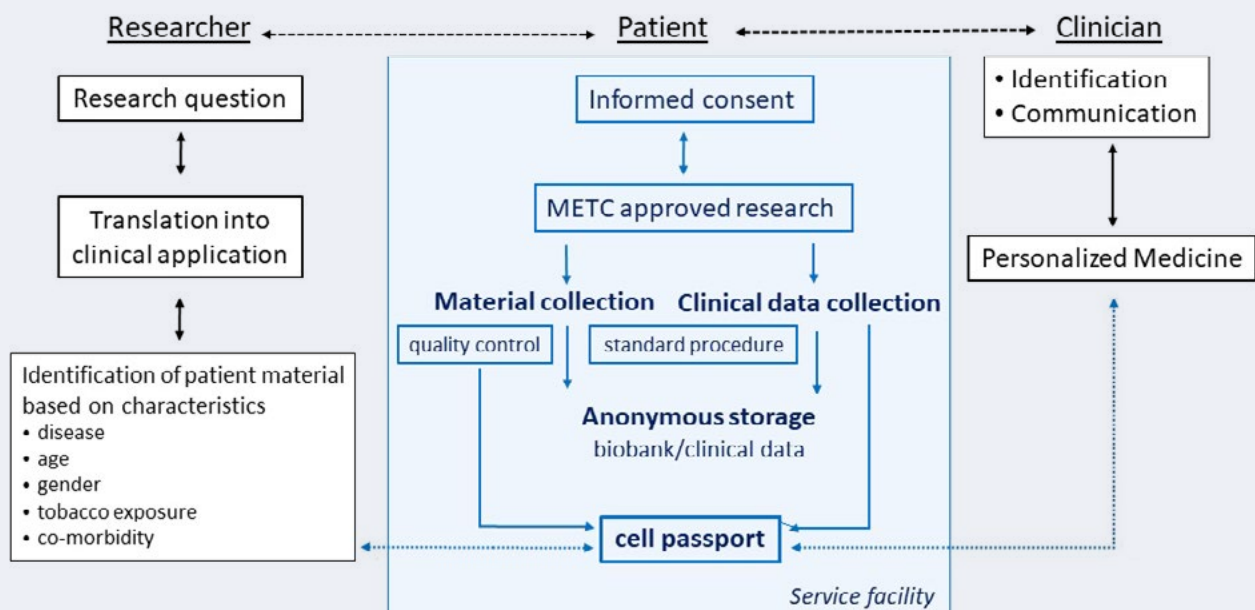 Researcher
Patient
Clinician
Research question
Translation into
clinical application
Identification of patient material
based on characteristics
• disease
• age
• gender
• tobacco exposure
• co-morbidity
Informed consent
METC approved research
Material collection
Clinical data collection
quality control
standard procedure
Anonymous storage
biobank/clinical data
cell passport
Service facility
• Identification
• Communication
Personalized Medicine